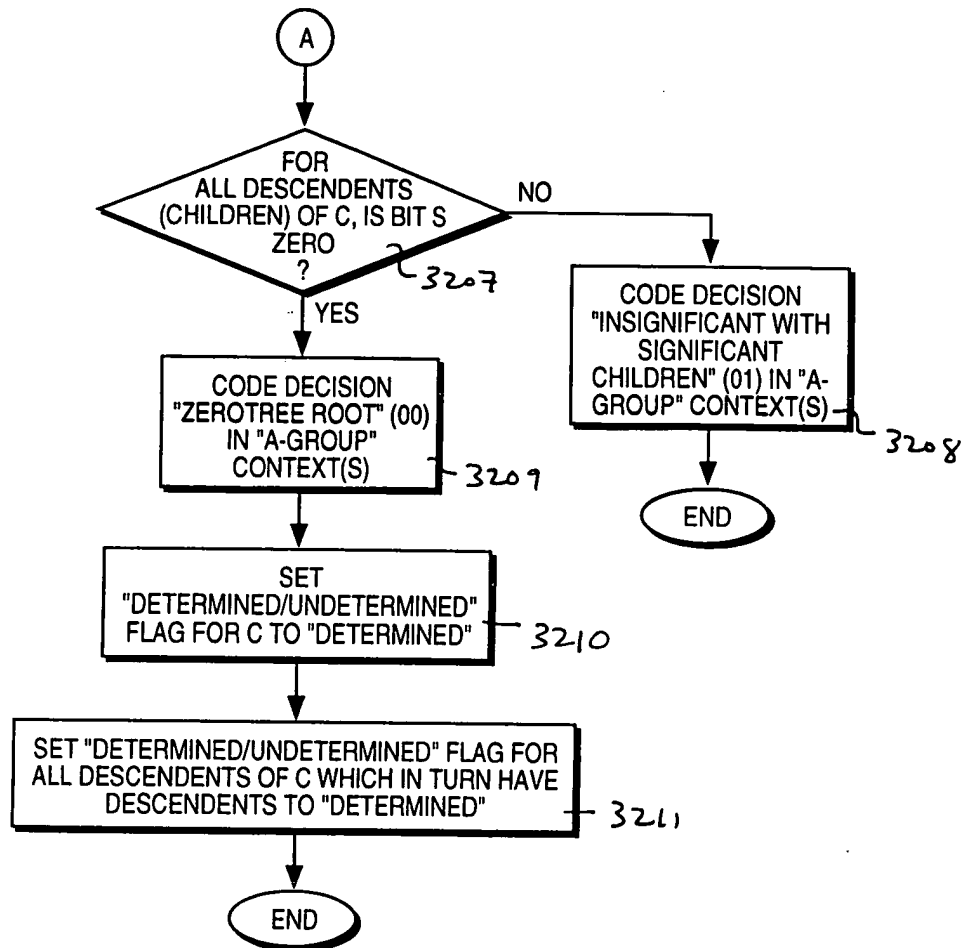 A
FOR
ALL DESCENDENTS
(CHILDREN) OF C, IS BIT S
ZERO
?
3207
NO
YES
CODE DECISION
"INSIGNIFICANT WITH
SIGNIFICANT
CHILDREN" (01) IN "A-
GROUP" CONTEXT(S)
3208
END
CODE DECISION
"ZEROTREE ROOT" (00)
IN "A-GROUP"
CONTEXT(S)
3209
SET
"DETERMINED/UNDETERMINED"
FLAG FOR C TO "DETERMINED"
3210
SET "DETERMINED/UNDETERMINED" FLAG FOR
ALL DESCENDENTS OF C WHICH IN TURN HAVE
DESCENDENTS TO "DETERMINED"
3211
END